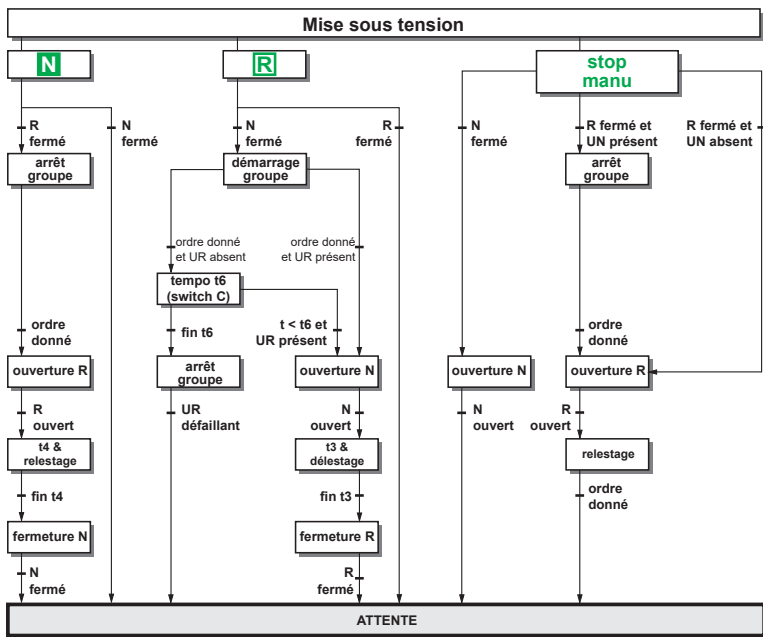 Mise sous tension
N
R
stop
manu
R
fermé
N
fermé
N
fermé
R
fermé
N
fermé
R fermé et
UN présent
R fermé et
UN absent
arrêt
groupe
démarrage
groupe
arrêt
groupe
ordre donné
et UR absent
ordre donné
et UR présent
tempo t6
(switch C)
ordre
donné
fin t6
t < t6 et
UR présent
ordre
donné
ouverture R
arrêt
groupe
ouverture N
ouverture N
ouverture R
R
ouvert
UR
défaillant
N
ouvert
N
ouvert
R
ouvert
t4 &
relestage
t3 &
délestage
relestage
fin t4
fin t3
ordre
donné
fermeture N
fermeture R
N
fermé
R
fermé
ATTENTE